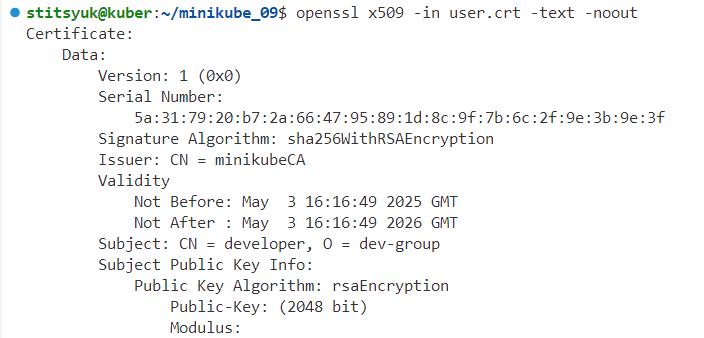 stitsyuk@kuber:~/minikube_09$ openssl x509 -in user.crt -text -noout
Certificate:
    Data:
        Version: 1 (0x0)
        Serial Number:
            5a:31:79:20:b7:2a:66:47:95:89:1d:8c:9f:7b:6c:2f:9e:3b:9e:3f
        Signature Algorithm: sha256WithRSAEncryption
        Issuer: CN = minikubeCA
        Validity
            Not Before: May  3 16:16:49 2025 GMT
            Not After : May  3 16:16:49 2026 GMT
        Subject: CN = developer, O = dev-group
        Subject Public Key Info:
            Public Key Algorithm: rsaEncryption
                Public-Key: (2048 bit)
                Modulus: